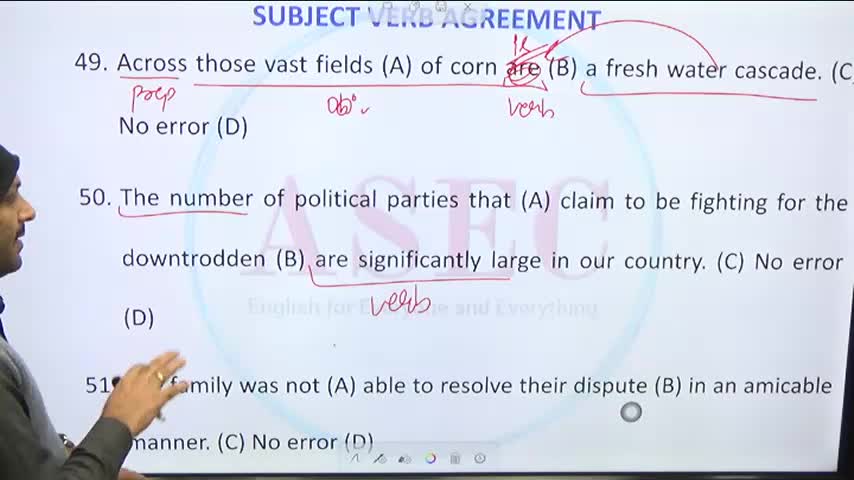 SUBJECT VERB AGREEMENT
is
49. Across those vast fields (A) of corn are (B) a fresh water cascade. (C
prep verb
No error (D)
50. The number of political parties that (A) claim to be fighting for the
downtrodden (B) are significantly large in our country. (C) No error
verb
ASEC
English for Everyone and Everything
(D)
51 family was not (A) able to resolve their dispute (B) in an amicable
manner. (C) No error (D)